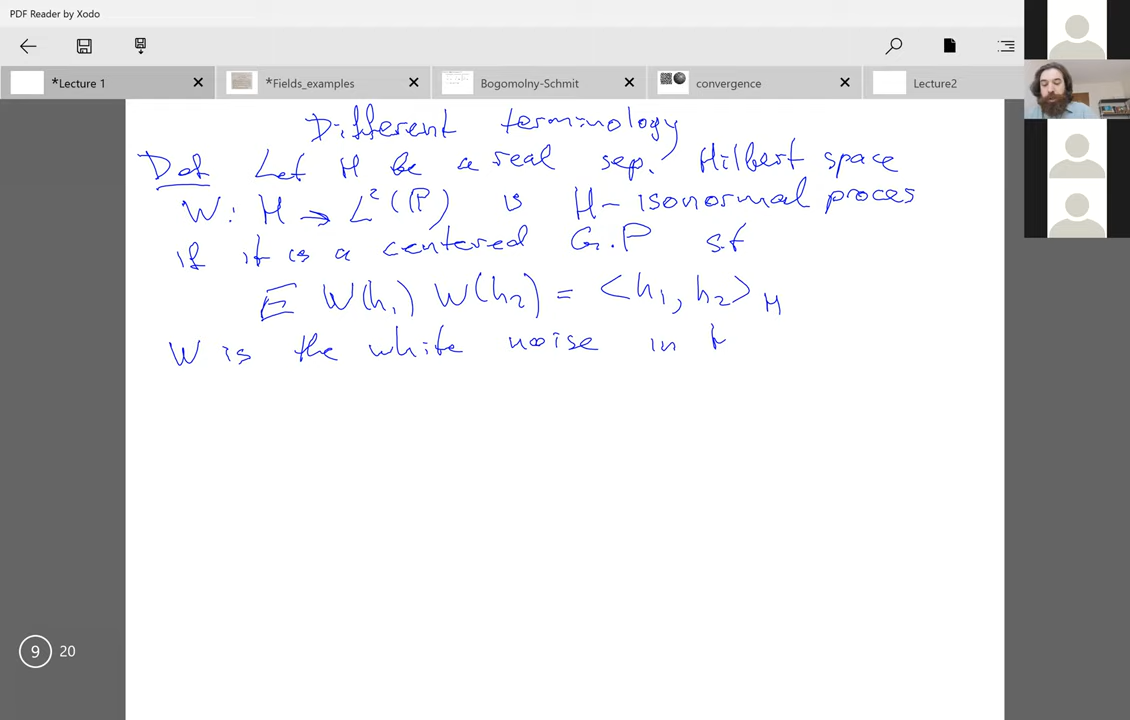 PDF Reader by Xodo
*Lecture 1
*Fields_examples
Bogomolny-Schmit
convergence
Lecture2
Different terminology
Def Let H be a real sep. Hilbert space
W: H → L²(P) is H-isonormal proces
if it is a centered G.P st
E W(h₁) W(h₂) = <h₁, h₂>_H
W is the white noise in
9 20